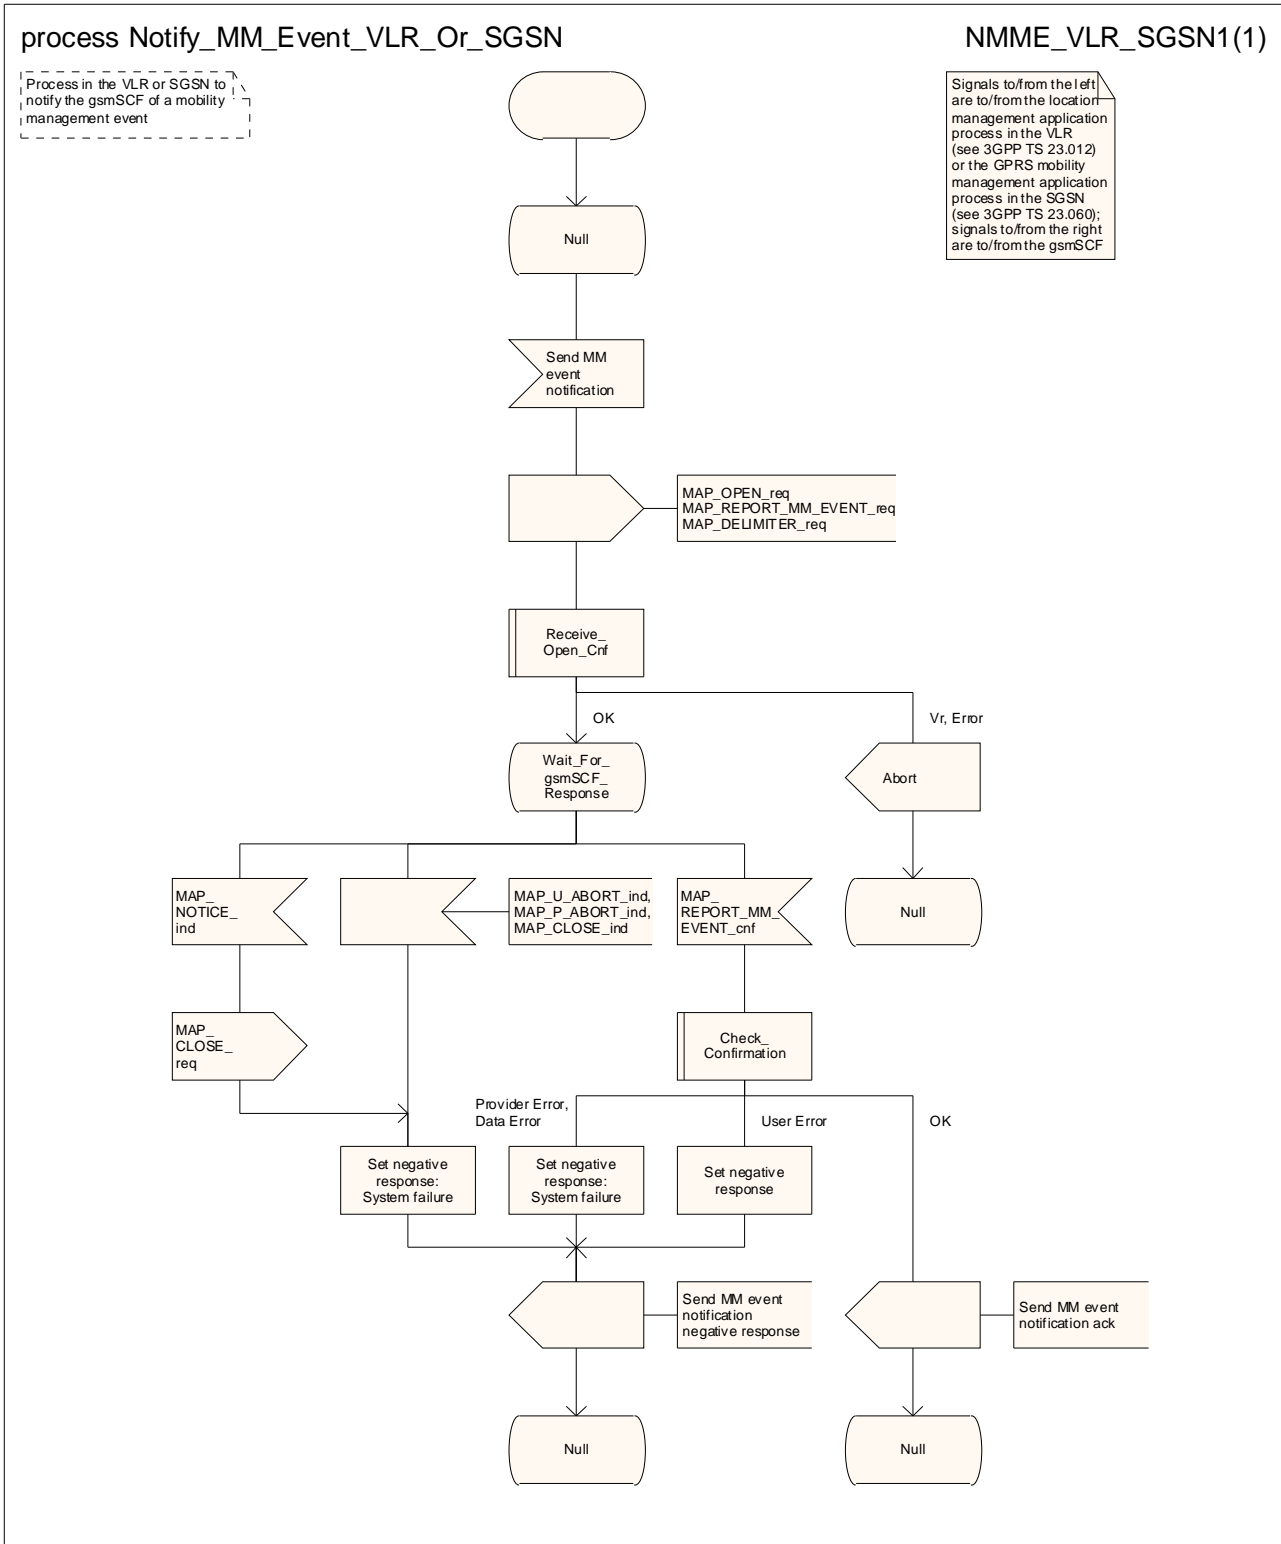 process Notify_MM_Event_VLR_Or_SGSN
NMME_VLR_SGSN1(1)
Process in the VLR or SGSN to
notify the gsmSCF of a mobility
management event
Signals to/from the left
are to/from the location
management application
process in the VLR
(see 3GPP TS 23.012)
or the GPRS mobility
management application
process in the SGSN
(see 3GPP TS 23.060);
signals to/from the right
are to/from the gsmSCF
Null
Send MM
event
notification
MAP_OPEN_req
MAP_REPORT_MM_EVENT_req
MAP_DELIMITER_req
Receive_
Open_Cnf
OK
Vr, Error
Wait_For_
gsmSCF_
Response
Abort
MAP_
NOTICE_
ind
MAP_U_ABORT_ind,
MAP_P_ABORT_ind,
MAP_CLOSE_ind
MAP_
REPORT_MM_
EVENT_cnf
Null
MAP_
CLOSE_
req
Check_
Confirmation
Provider Error,
Data Error
User Error
OK
Set negative
response:
System failure
Set negative
response:
System failure
Set negative
response
Send MM event
notification
negative response
Send MM event
notification ack
Null
Null